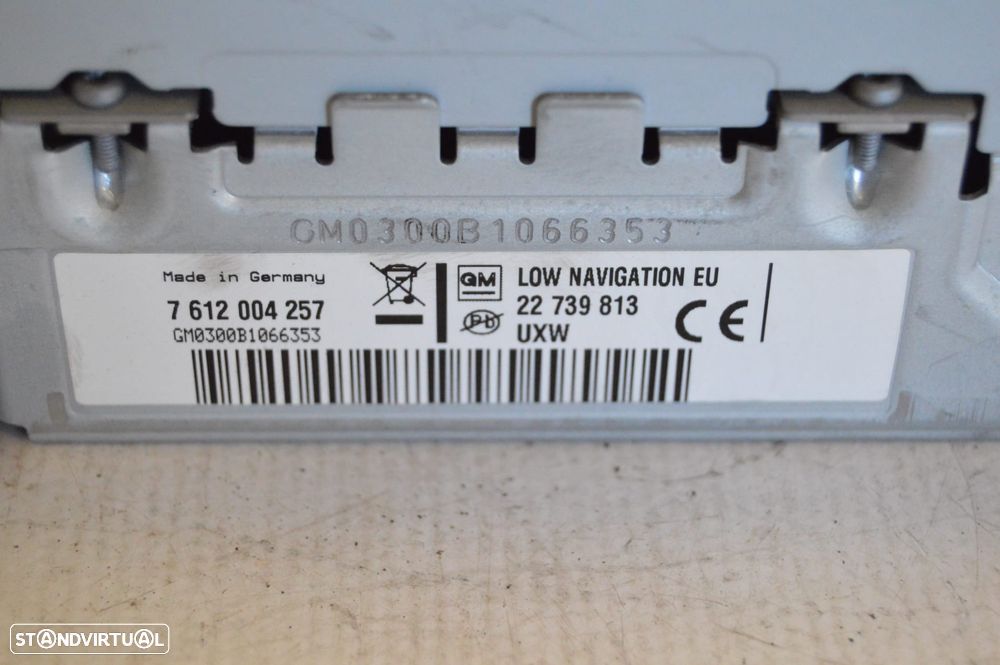 GM0300B1066353
Made in Germany
7 612 004 257
GM0300B1066353
GM
Pb
LOW NAVIGATION EU
22 739 813
UXW
CE
STANDVIRTUAL